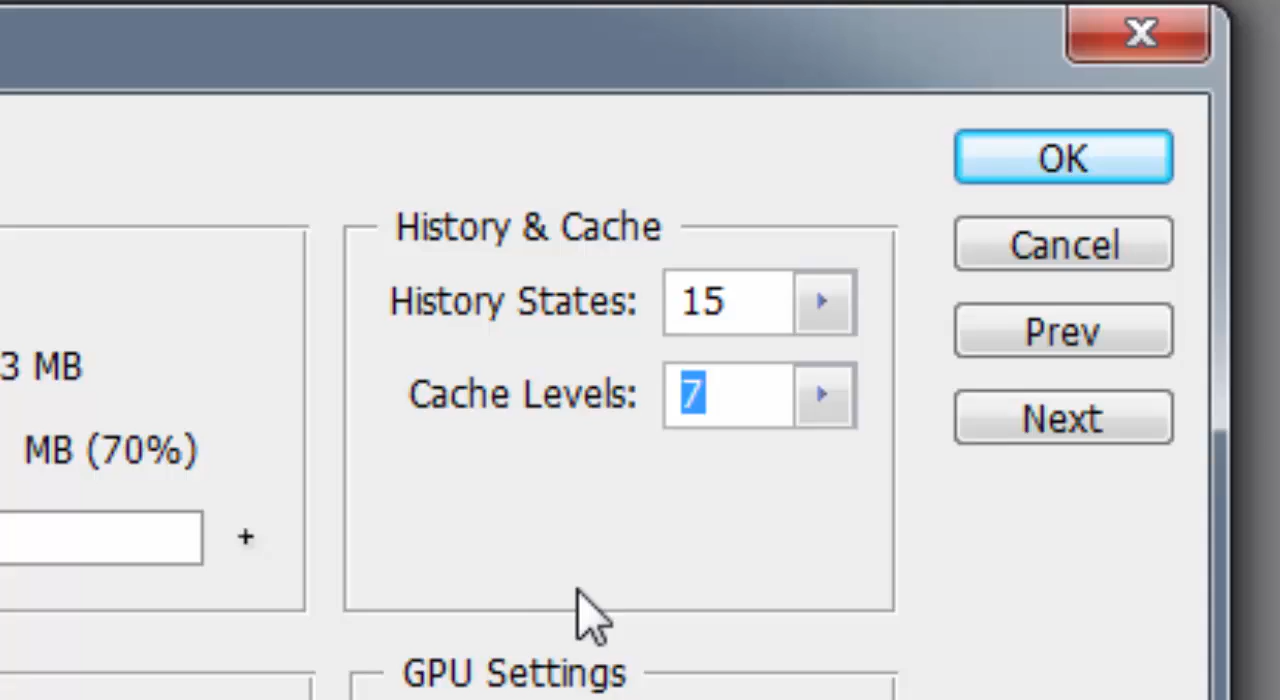 OK
History & Cache
Cancel
History States: 15
Prev
3 MB
Cache Levels: 7
Next
MB (70%)
+
GPU Settings